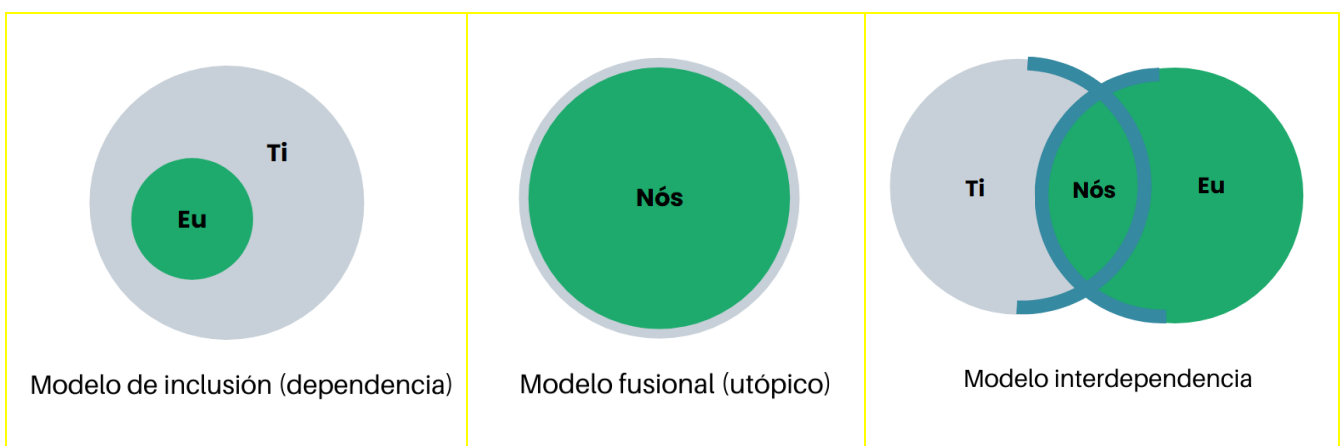 Ti
Eu
Modelo de inclusión (dependencia)
Nós
Modelo fusional (utópico)
Ti
Nós
Eu
Modelo interdependencia